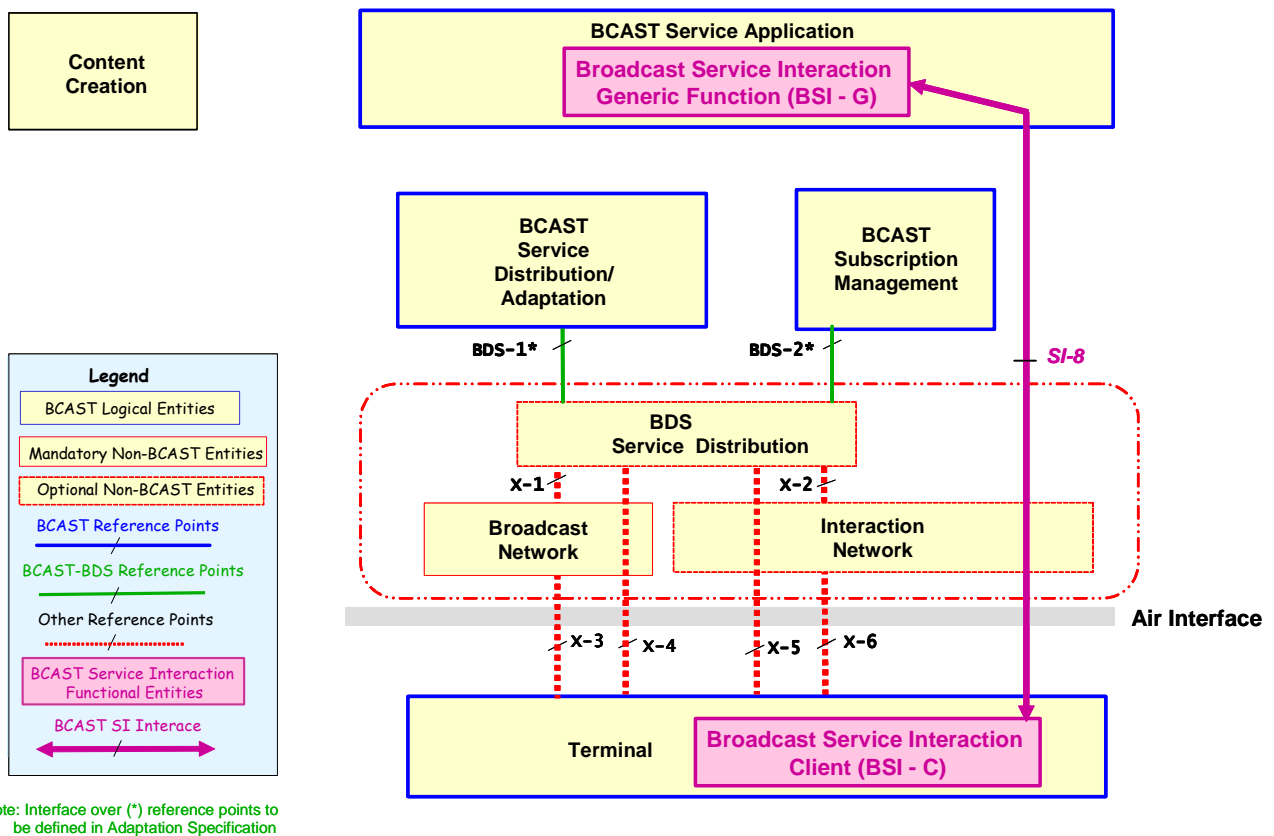 Content
Creation
BCAST Service Application
Broadcast Service Interaction
Generic Function (BSI - G)
BCAST
Service
Distribution/
Adaptation
BCAST
Subscription
Management
BDS-1*
BDS-2*
SI-8
BDS
Service Distribution
X-1
X-2
Broadcast
Network
Interaction
Network
Air Interface
X-3
X-4
X-5
X-6
Terminal
Broadcast Service Interaction
Client (BSI - C)
Legend
BCAST Logical Entities
Mandatory Non-BCAST Entities
Optional Non-BCAST Entities
BCAST Reference Points
BCAST-BDS Reference Points
Other Reference Points
BCAST Service Interaction
Functional Entities
BCAST SI Interace
ote: Interface over (*) reference points to
be defined in Adaptation Specification